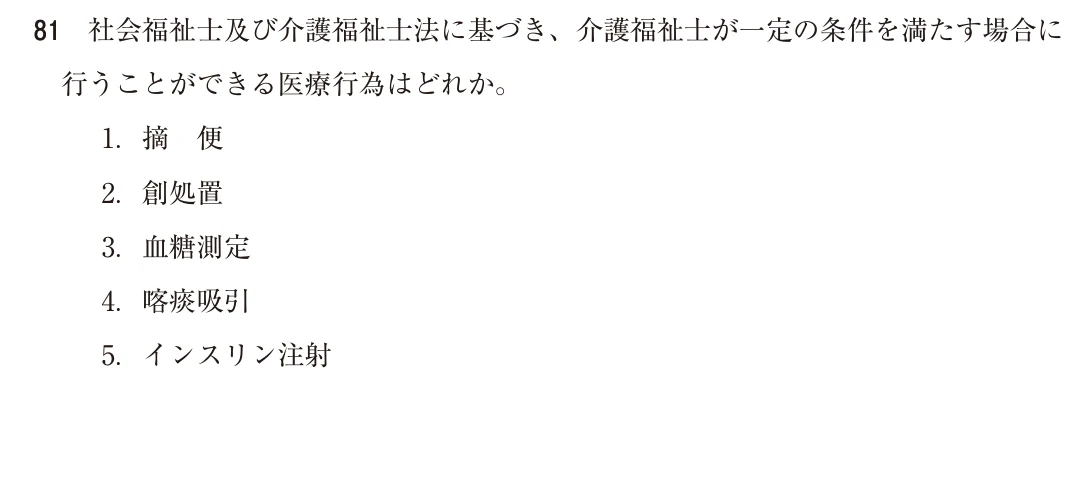 81 社会福祉士及び介護福祉士法に基づき、介護福祉士が一定の条件を満たす場合に
行うことができる医療行為はどれか。
1. 摘 便
2. 創処置
3. 血糖測定
4. 喀痰吸引
5. インスリン注射